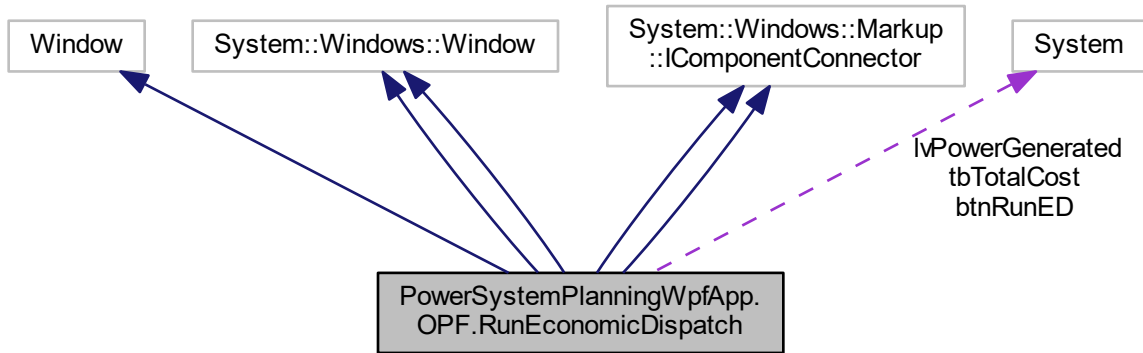 Window
System::Windows::Window
System::Windows::Markup
::IComponentConnector
System
lvPowerGenerated
tbTotalCost
btnRunED
PowerSystemPlanningWpfApp.
OPF.RunEconomicDispatch